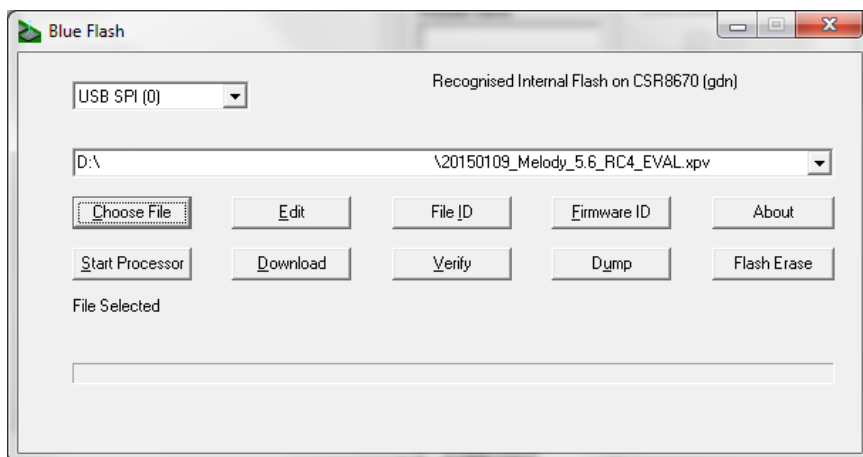 Blue Flash
USB SPI (0)
Recognised Internal Flash on CSR8670 (gdn)
D:\ \20150109_Melody_5.6_RC4_EVAL.xpv
Choose File Edit File ID Firmware ID About
Start Processor Download Verify Dump Flash Erase
File Selected